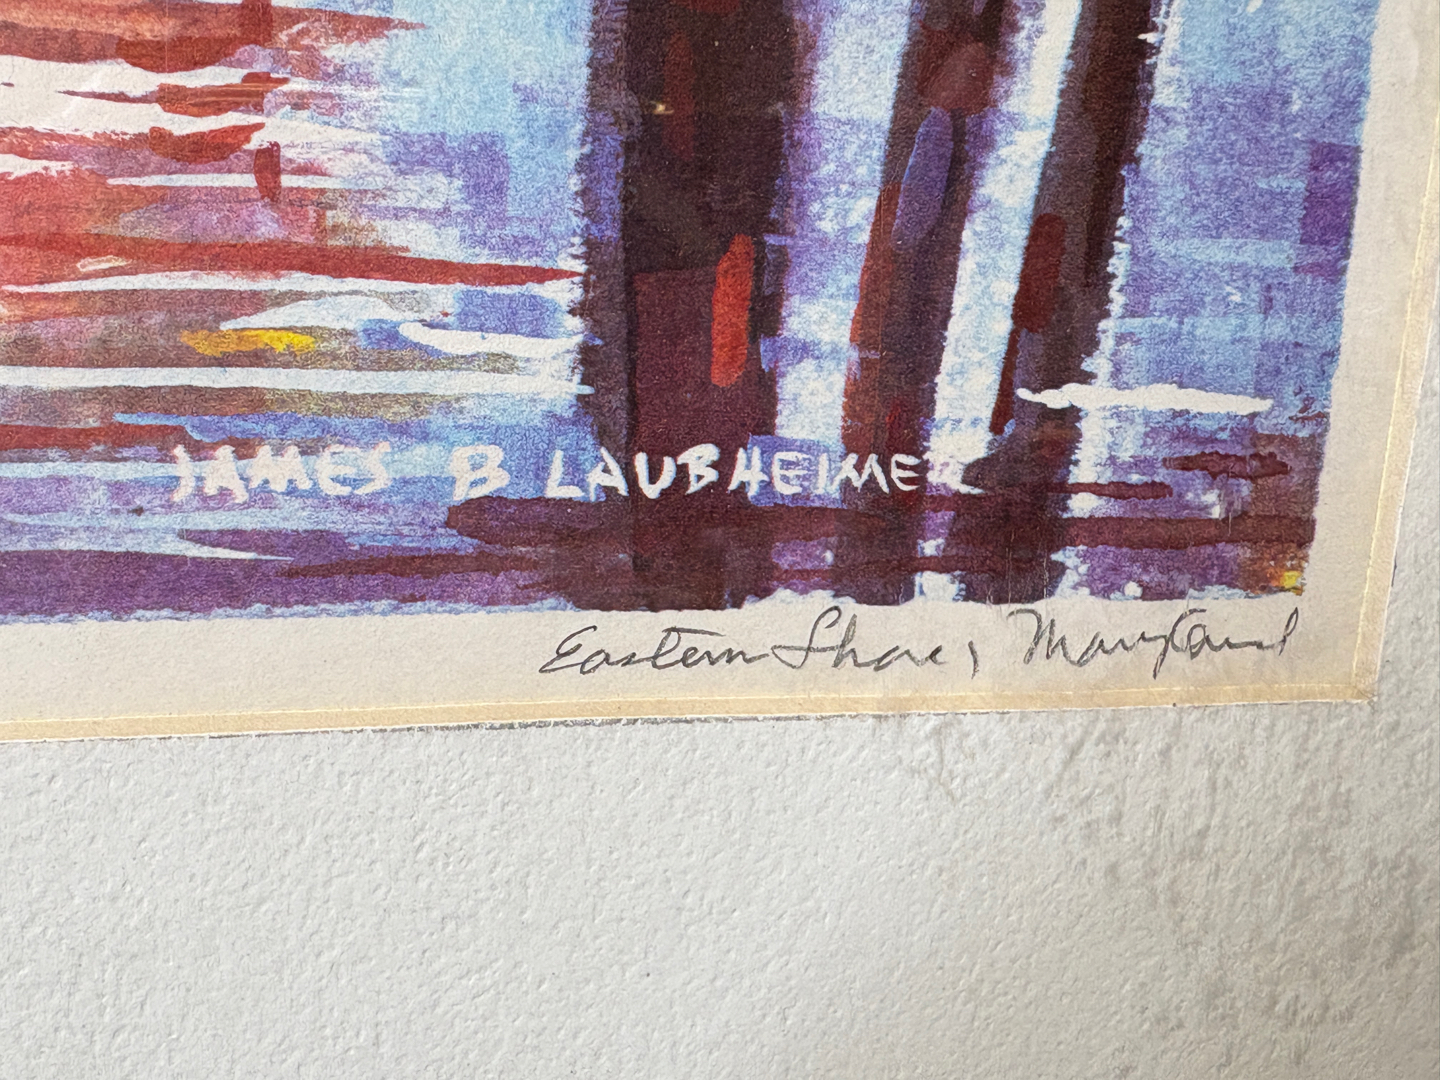 JAMES B LAUBHEIMER
Eastern Shore, Maryland